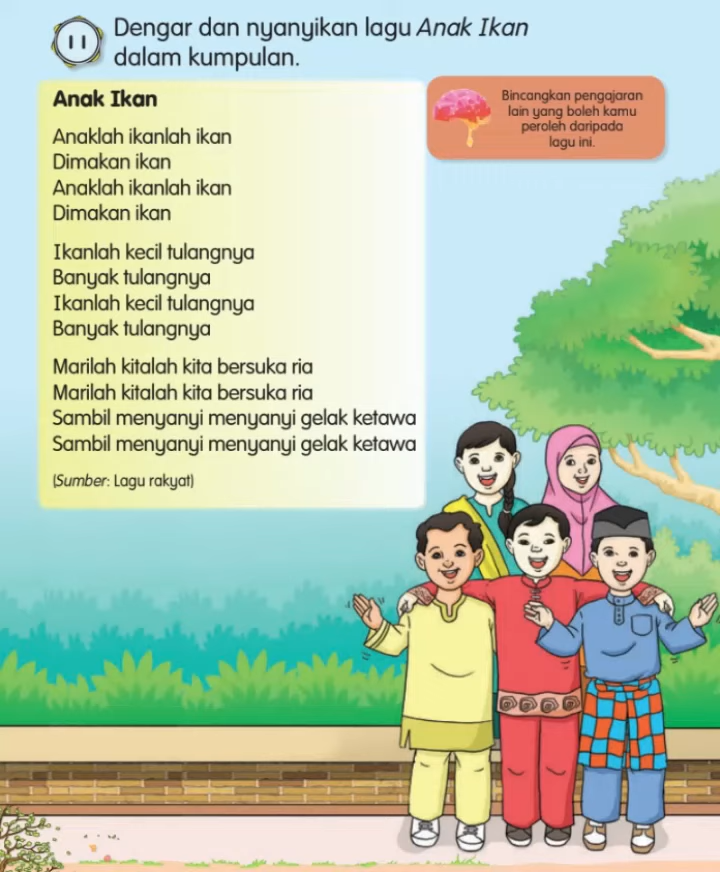 11
Dengar dan nyanyikan lagu Anak Ikan
dalam kumpulan.
Anak Ikan
Anaklah ikanlah ikan
Dimakan ikan
Anaklah ikanlah ikan
Dimakan ikan
Ikanlah kecil tulangnya
Banyak tulangnya
Ikanlah kecil tulangnya
Banyak tulangnya
Marilah kitalah kita bersuka ria
Marilah kitalah kita bersuka ria
Sambil menyanyi menyanyi gelak ketawa
Sambil menyanyi menyanyi gelak ketawa
(Sumber: Lagu rakyat)
Bincangkan pengajaran
lain yang boleh kamu
peroleh daripada
lagu ini.